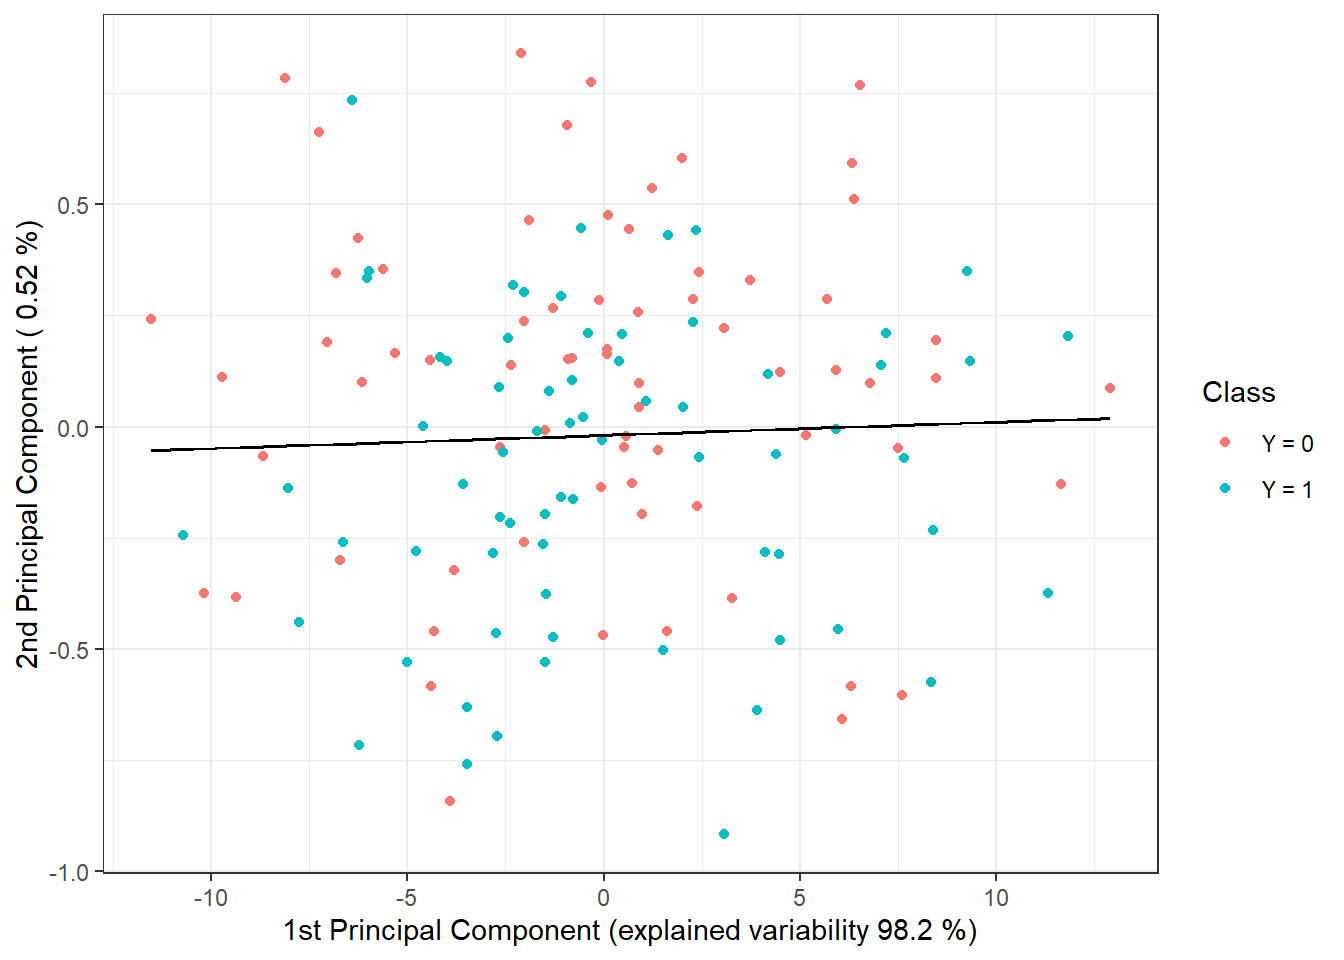 0.5
0.0
-0.5
-1.0
2nd Principal Component ( 0.52 %)
-10
-5
0
5
10
1st Principal Component (explained variability 98.2 %)
Class
Y = 0
Y = 1